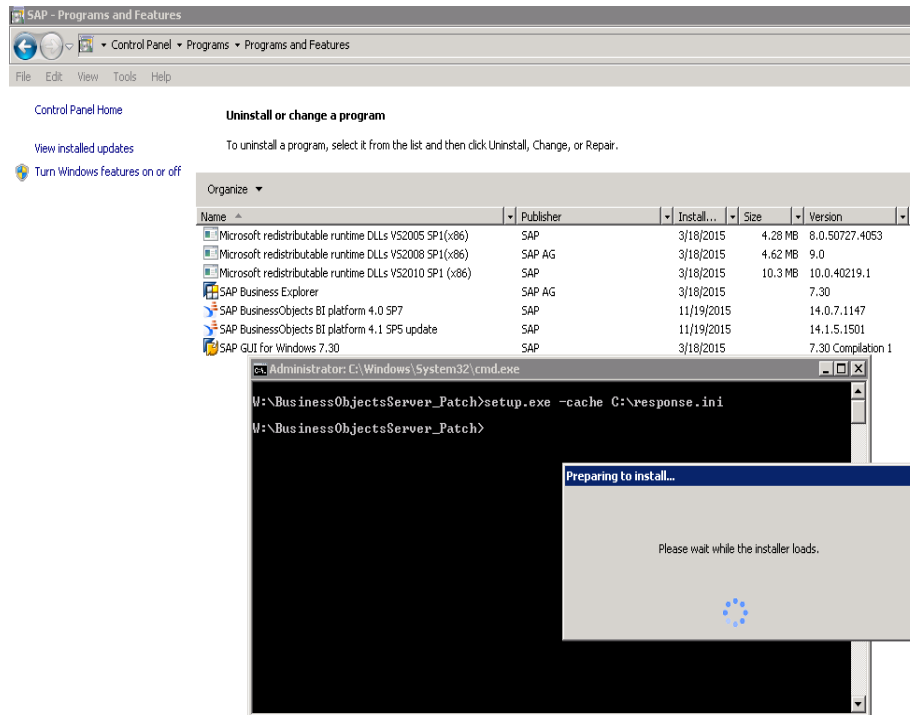 SAP - Programs and Features
Control Panel Programs Programs and Features
File Edit View Tools Help
Control Panel Home
View installed updates
Turn Windows features on or off
Uninstall or change a program
To uninstall a program, select it from the list and then click Uninstall, Change, or Repair.
Organize
Name Publisher Install... Size Version
Microsoft redistributable runtime DLLs VS2005 SP1(x86) SAP 3/18/2015 4.28 MB 8.0.50727.4053
Microsoft redistributable runtime DLLs VS2008 SP1(x86) SAP AG 3/18/2015 4.62 MB 9.0
Microsoft redistributable runtime DLLs VS2010 SP1 (x86) SAP 3/18/2015 10.3 MB 10.0.40219.1
SAP Business Explorer SAP AG 3/18/2015 7.30
SAP BusinessObjects BI platform 4.0 SP7 SAP 11/19/2015 14.0.7.1147
SAP BusinessObjects BI platform 4.1 SP5 update SAP 11/19/2015 14.1.5.1501
SAP GUI for Windows 7.30 SAP 3/18/2015 7.30 Compilation 1
Administrator: C:\Windows\System32\cmd.exe
W:\BusinessObjectsServer_Patch>setup.exe -cache C:\response.ini
W:\BusinessObjectsServer_Patch>
Preparing to install...
Please wait while the installer loads.